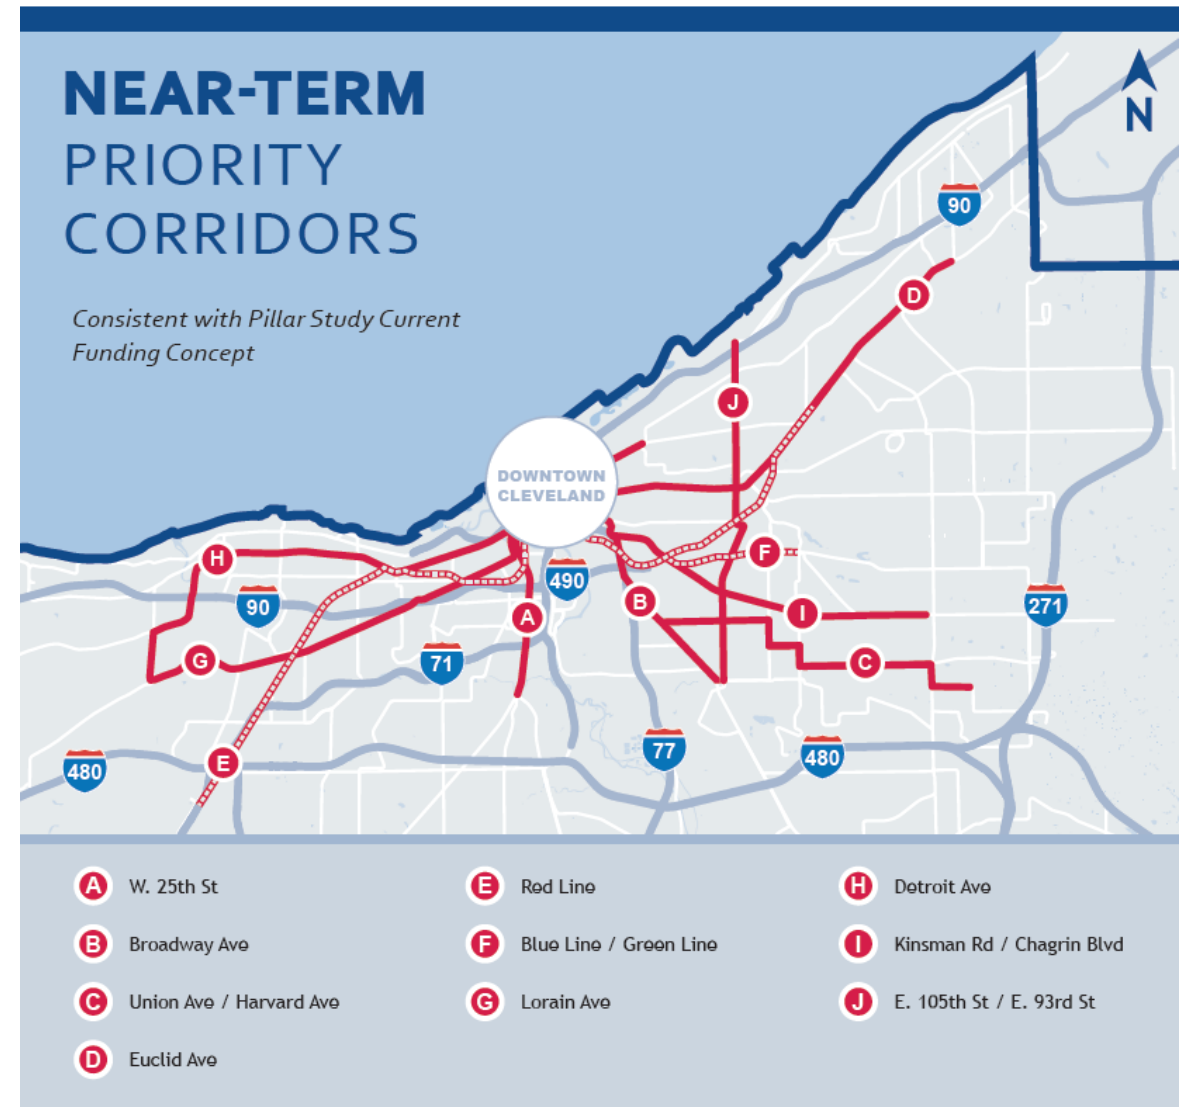 NEAR-TERM
PRIORITY
CORRIDORS
Consistent with Pillar Study Current
Funding Concept
N
90
D
J
DOWNTOWN
CLEVELAND
H
F
490
90
B
A
I
271
G
71
C
E
480
77
480
A W. 25th St
B Broadway Ave
C Union Ave / Harvard Ave
D Euclid Ave
E Red Line
F Blue Line / Green Line
G Lorain Ave
H Detroit Ave
I Kinsman Rd / Chagrin Blvd
J E. 105th St / E. 93rd St